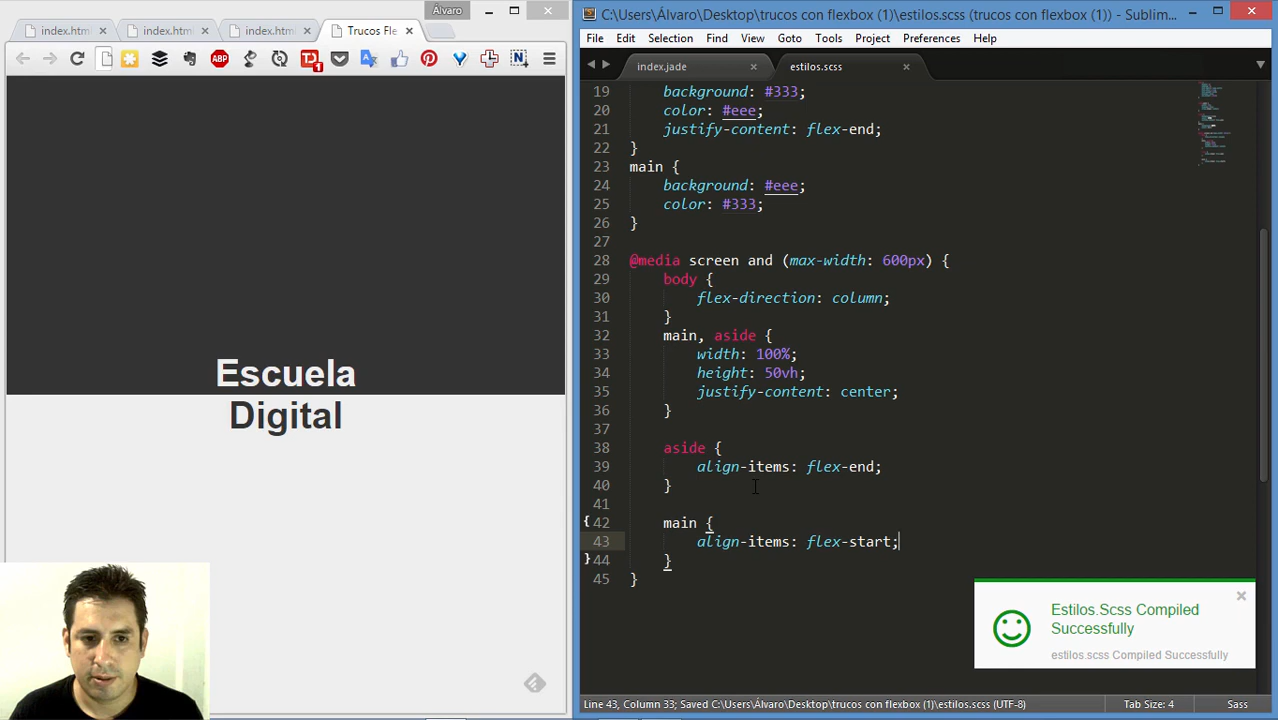 Álvaro
C:\Users\Álvaro\Desktop\trucos con flexbox (1)\estilos.scss (trucos con flexbox (1)) - Sublim...
index.htm
index.htm
index.htm
Trucos Fle
File Edit Selection Find View Goto Tools Project Preferences Help
ABP
1
N
index.jade
estilos.scss
19 background: #333;
20 color: #eee;
21 justify-content: flex-end;
22 }
23 main {
24 background: #eee;
25 color: #333;
26 }
27
28 @media screen and (max-width: 600px) {
29 body {
30 flex-direction: column;
31 }
32 main, aside {
33 width: 100%;
34 height: 50vh;
35 justify-content: center;
36 }
37
38 aside {
39 align-items: flex-end;
40 }
41
42 main {
43 align-items: flex-start;
44 }
45 }
Escuela
Digital
Estilos.Scss Compiled
Successfully
estilos.scss Compiled Successfully
Line 43, Column 33; Saved C:\Users\Álvaro\Desktop\trucos con flexbox (1)\estilos.scss (UTF-8) Tab Size: 4 Sass